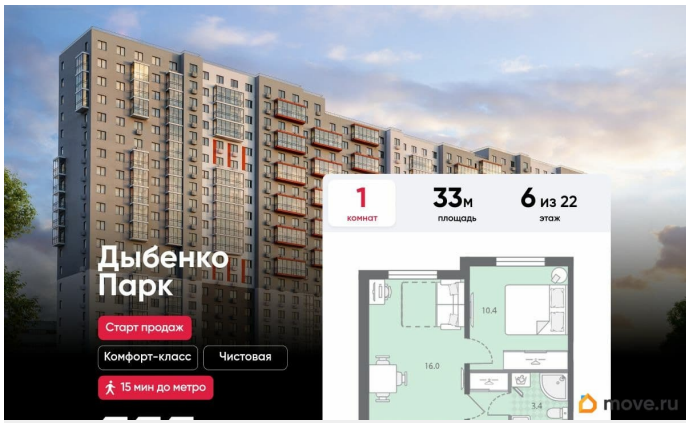 1
комнат
33м
площадь
6 из 22
этаж
Дыбенко
Парк
Старт продаж
Комфорт-класс
Чистовая
15 мин до метро
10.4
16.0
3.4
move.ru